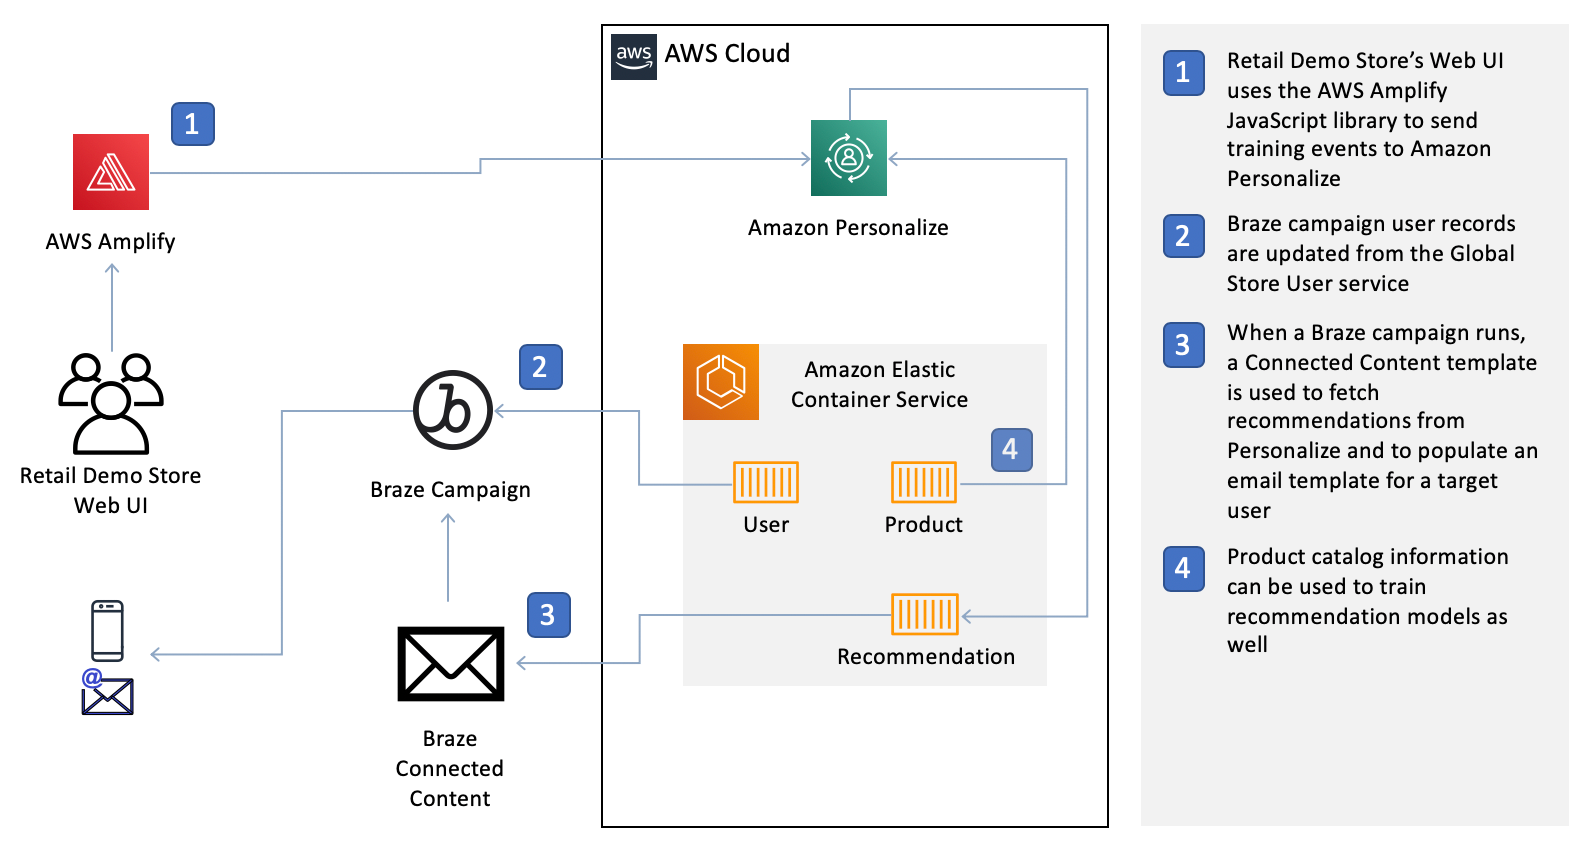 aws
AWS Cloud
1
AWS Amplify
Amazon Personalize
Retail Demo Store
Web UI
2
Braze Campaign
Amazon Elastic
Container Service
4
User
Product
3
Recommendation
@
Braze
Connected
Content
1
Retail Demo Store’s Web UI
uses the AWS Amplify
JavaScript library to send
training events to Amazon
Personalize
2
Braze campaign user records
are updated from the Global
Store User service
3
When a Braze campaign runs,
a Connected Content template
is used to fetch
recommendations from
Personalize and to populate an
email template for a target
user
4
Product catalog information
can be used to train
recommendation models as
well